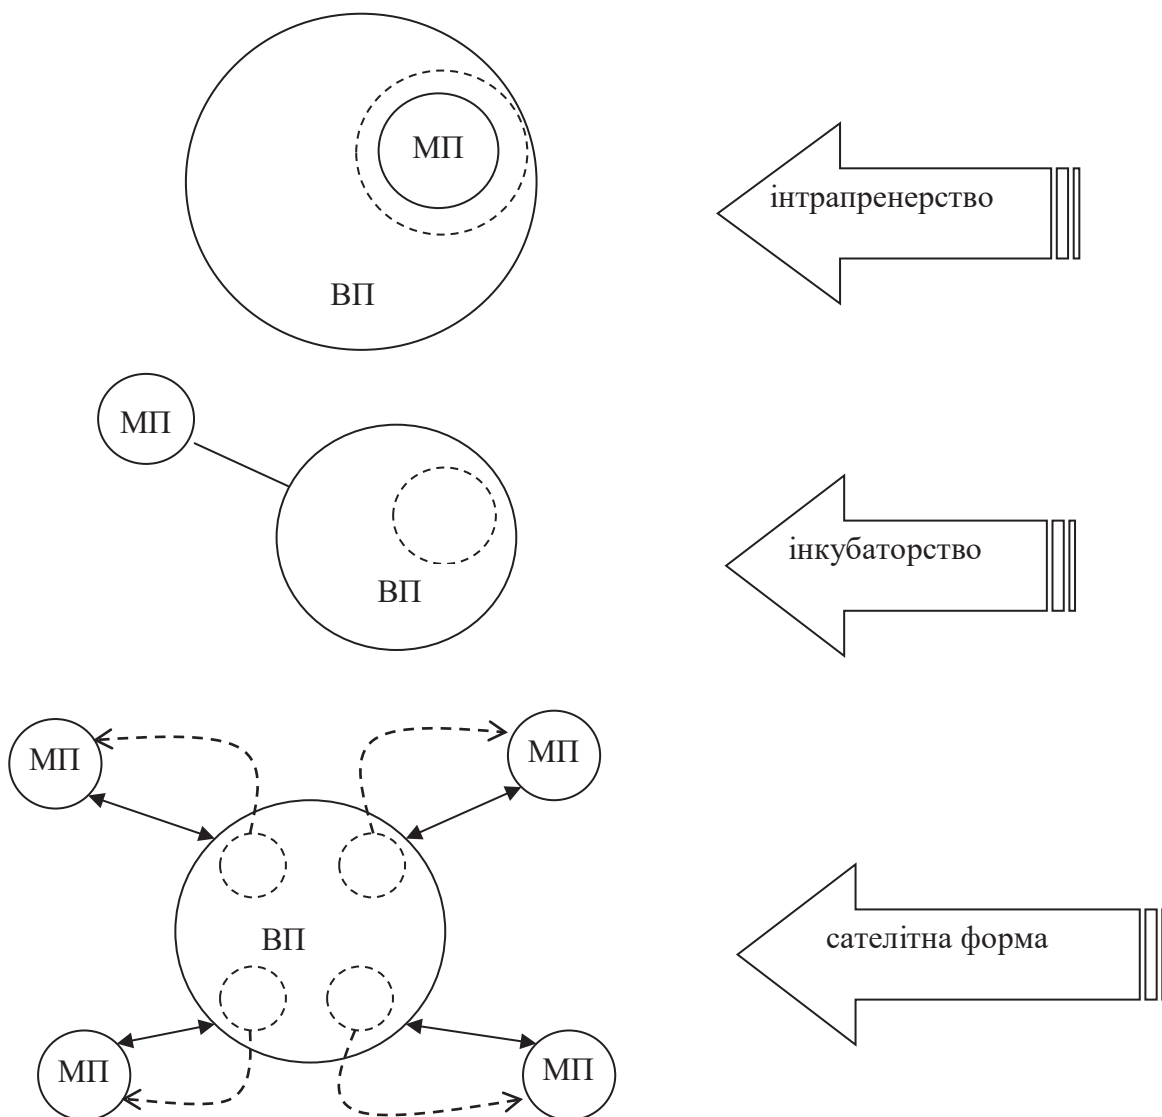 МП
інтрапренерство
ВП
МП
інкубаторство
ВП
МП
МП
сателітна форма
ВП
МП
МП